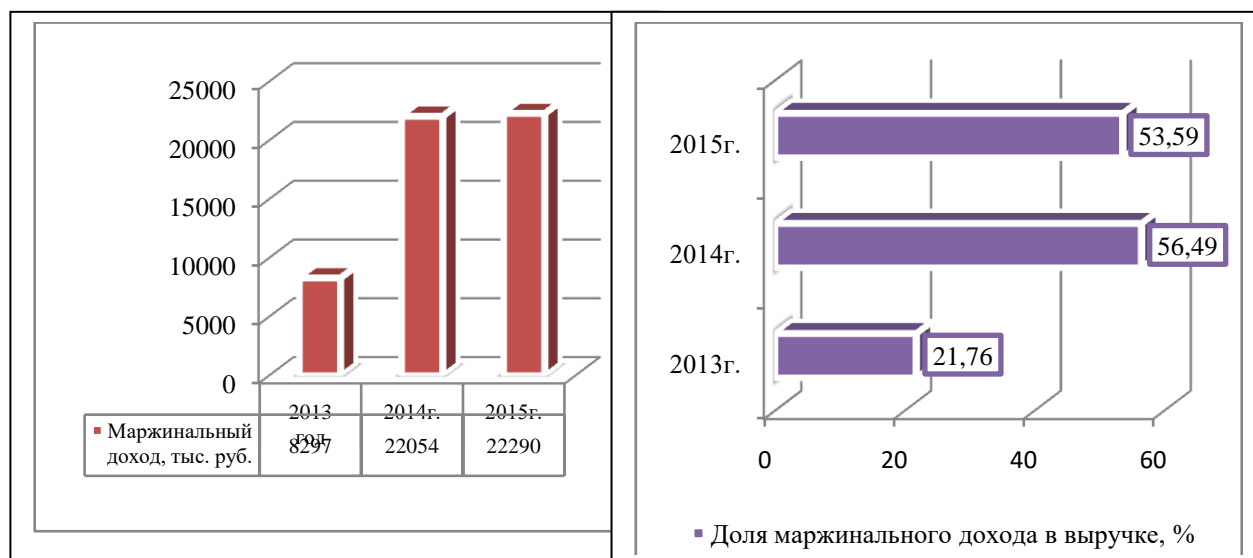 25000
20000
15000
10000
5000
0
2013 год
2014г.
2015г.
Маржинальный доход, тыс. руб.
8297
22054
22290
2015г.
53,59
2014г.
56,49
2013г.
21,76
0
20
40
60
Доля маржинального дохода в выручке, %